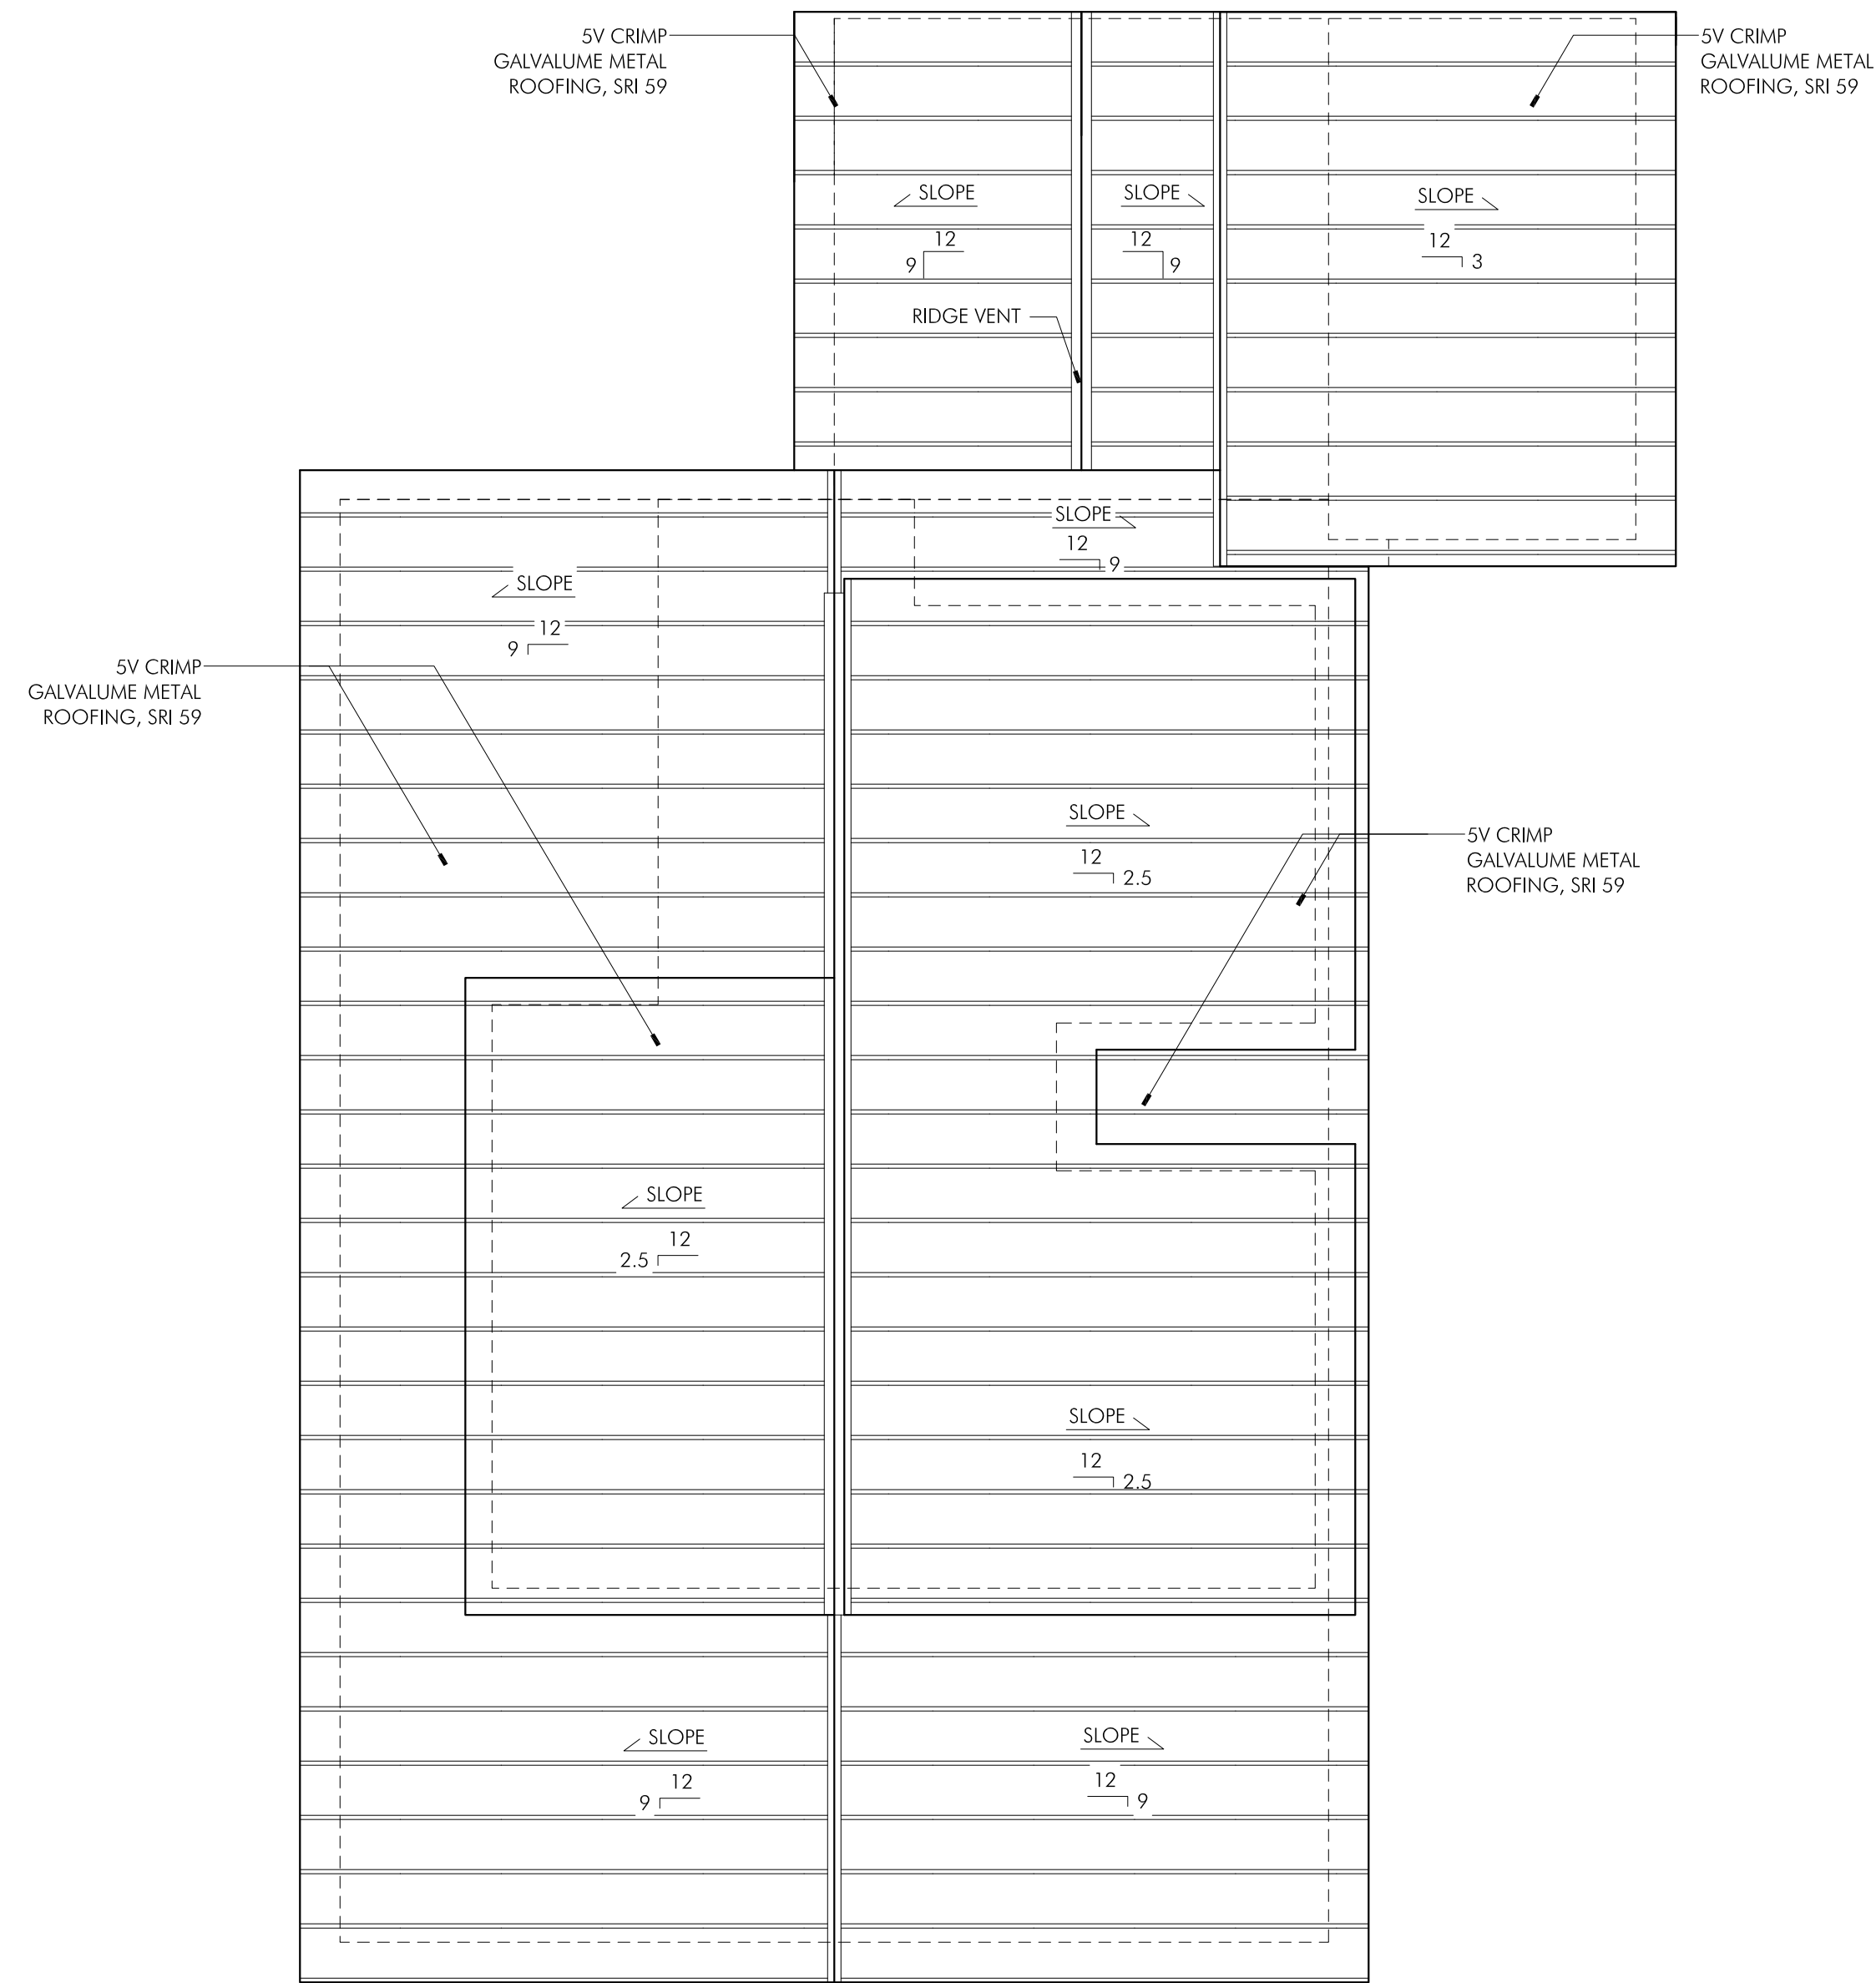 5V CRIMP
GALVALUME METAL
ROOFING, SRI 59
5V CRIMP
GALVALUME METAL
ROOFING, SRI 59
SLOPE
12
9
SLOPE
12
9
SLOPE
12
3
RIDGE VENT
SLOPE
12
9
SLOPE
12
9
5V CRIMP
GALVALUME METAL
ROOFING, SRI 59
SLOPE
12
2.5
5V CRIMP
GALVALUME METAL
ROOFING, SRI 59
SLOPE
12
2.5
SLOPE
12
2.5
SLOPE
12
9
SLOPE
12
9